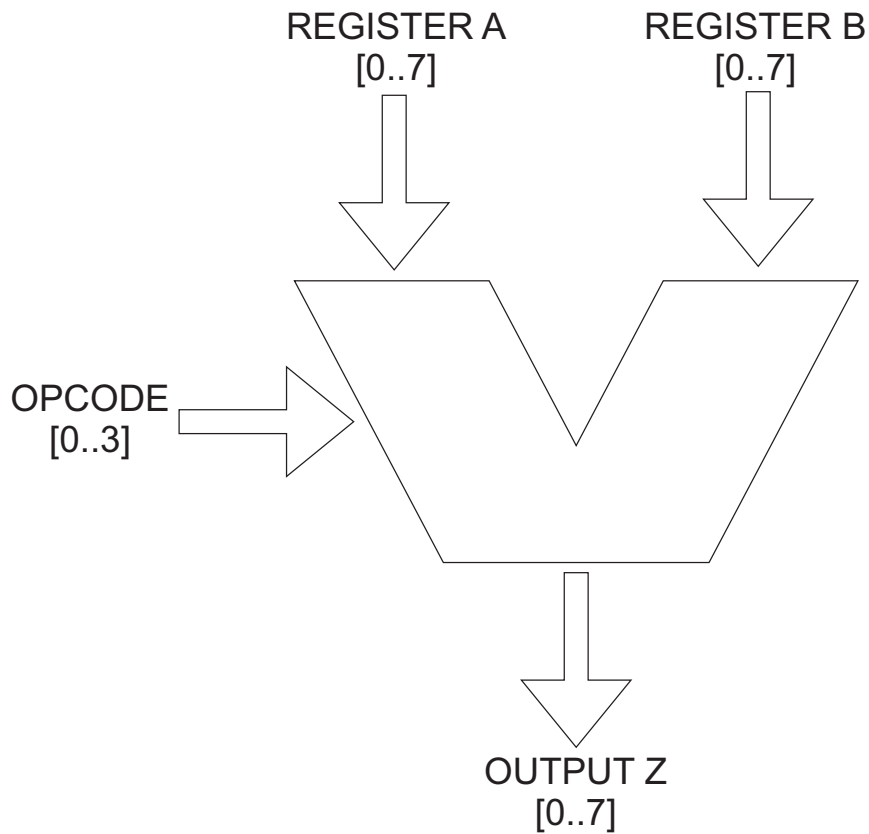 REGISTER A
[0..7]
REGISTER B
[0..7]
OPCODE
[0..3]
OUTPUT Z
[0..7]